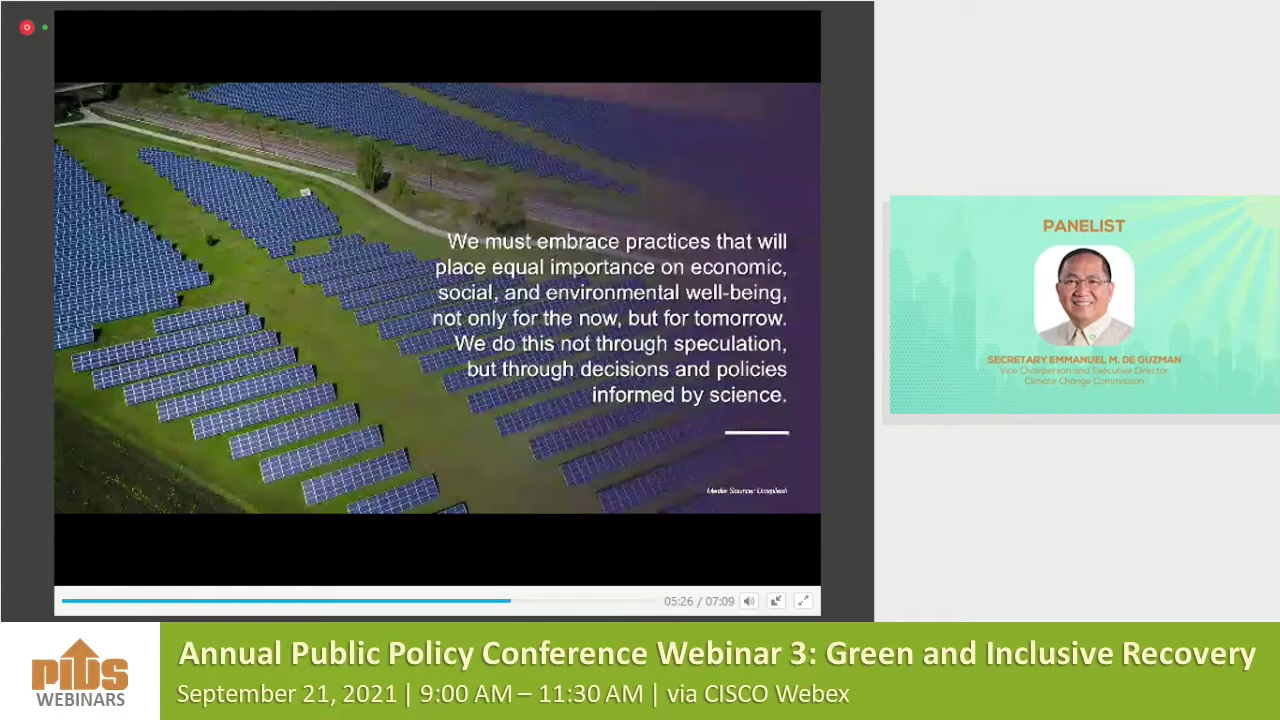 We must embrace practices that will
place equal importance on economic,
social, and environmental well-being,
not only for the now, but for tomorrow.
We do this not through speculation,
but through decisions and policies
informed by science.
Media Source: Unsplash
05:26 / 07:09
PANELIST
SECRETARY EMMANUEL M. DE GUZMAN
Vice Chairperson and Executive Director
Climate Change Commission
PIDS
WEBINARS
Annual Public Policy Conference Webinar 3: Green and Inclusive Recovery
September 21, 2021 | 9:00 AM – 11:30 AM | via CISCO Webex